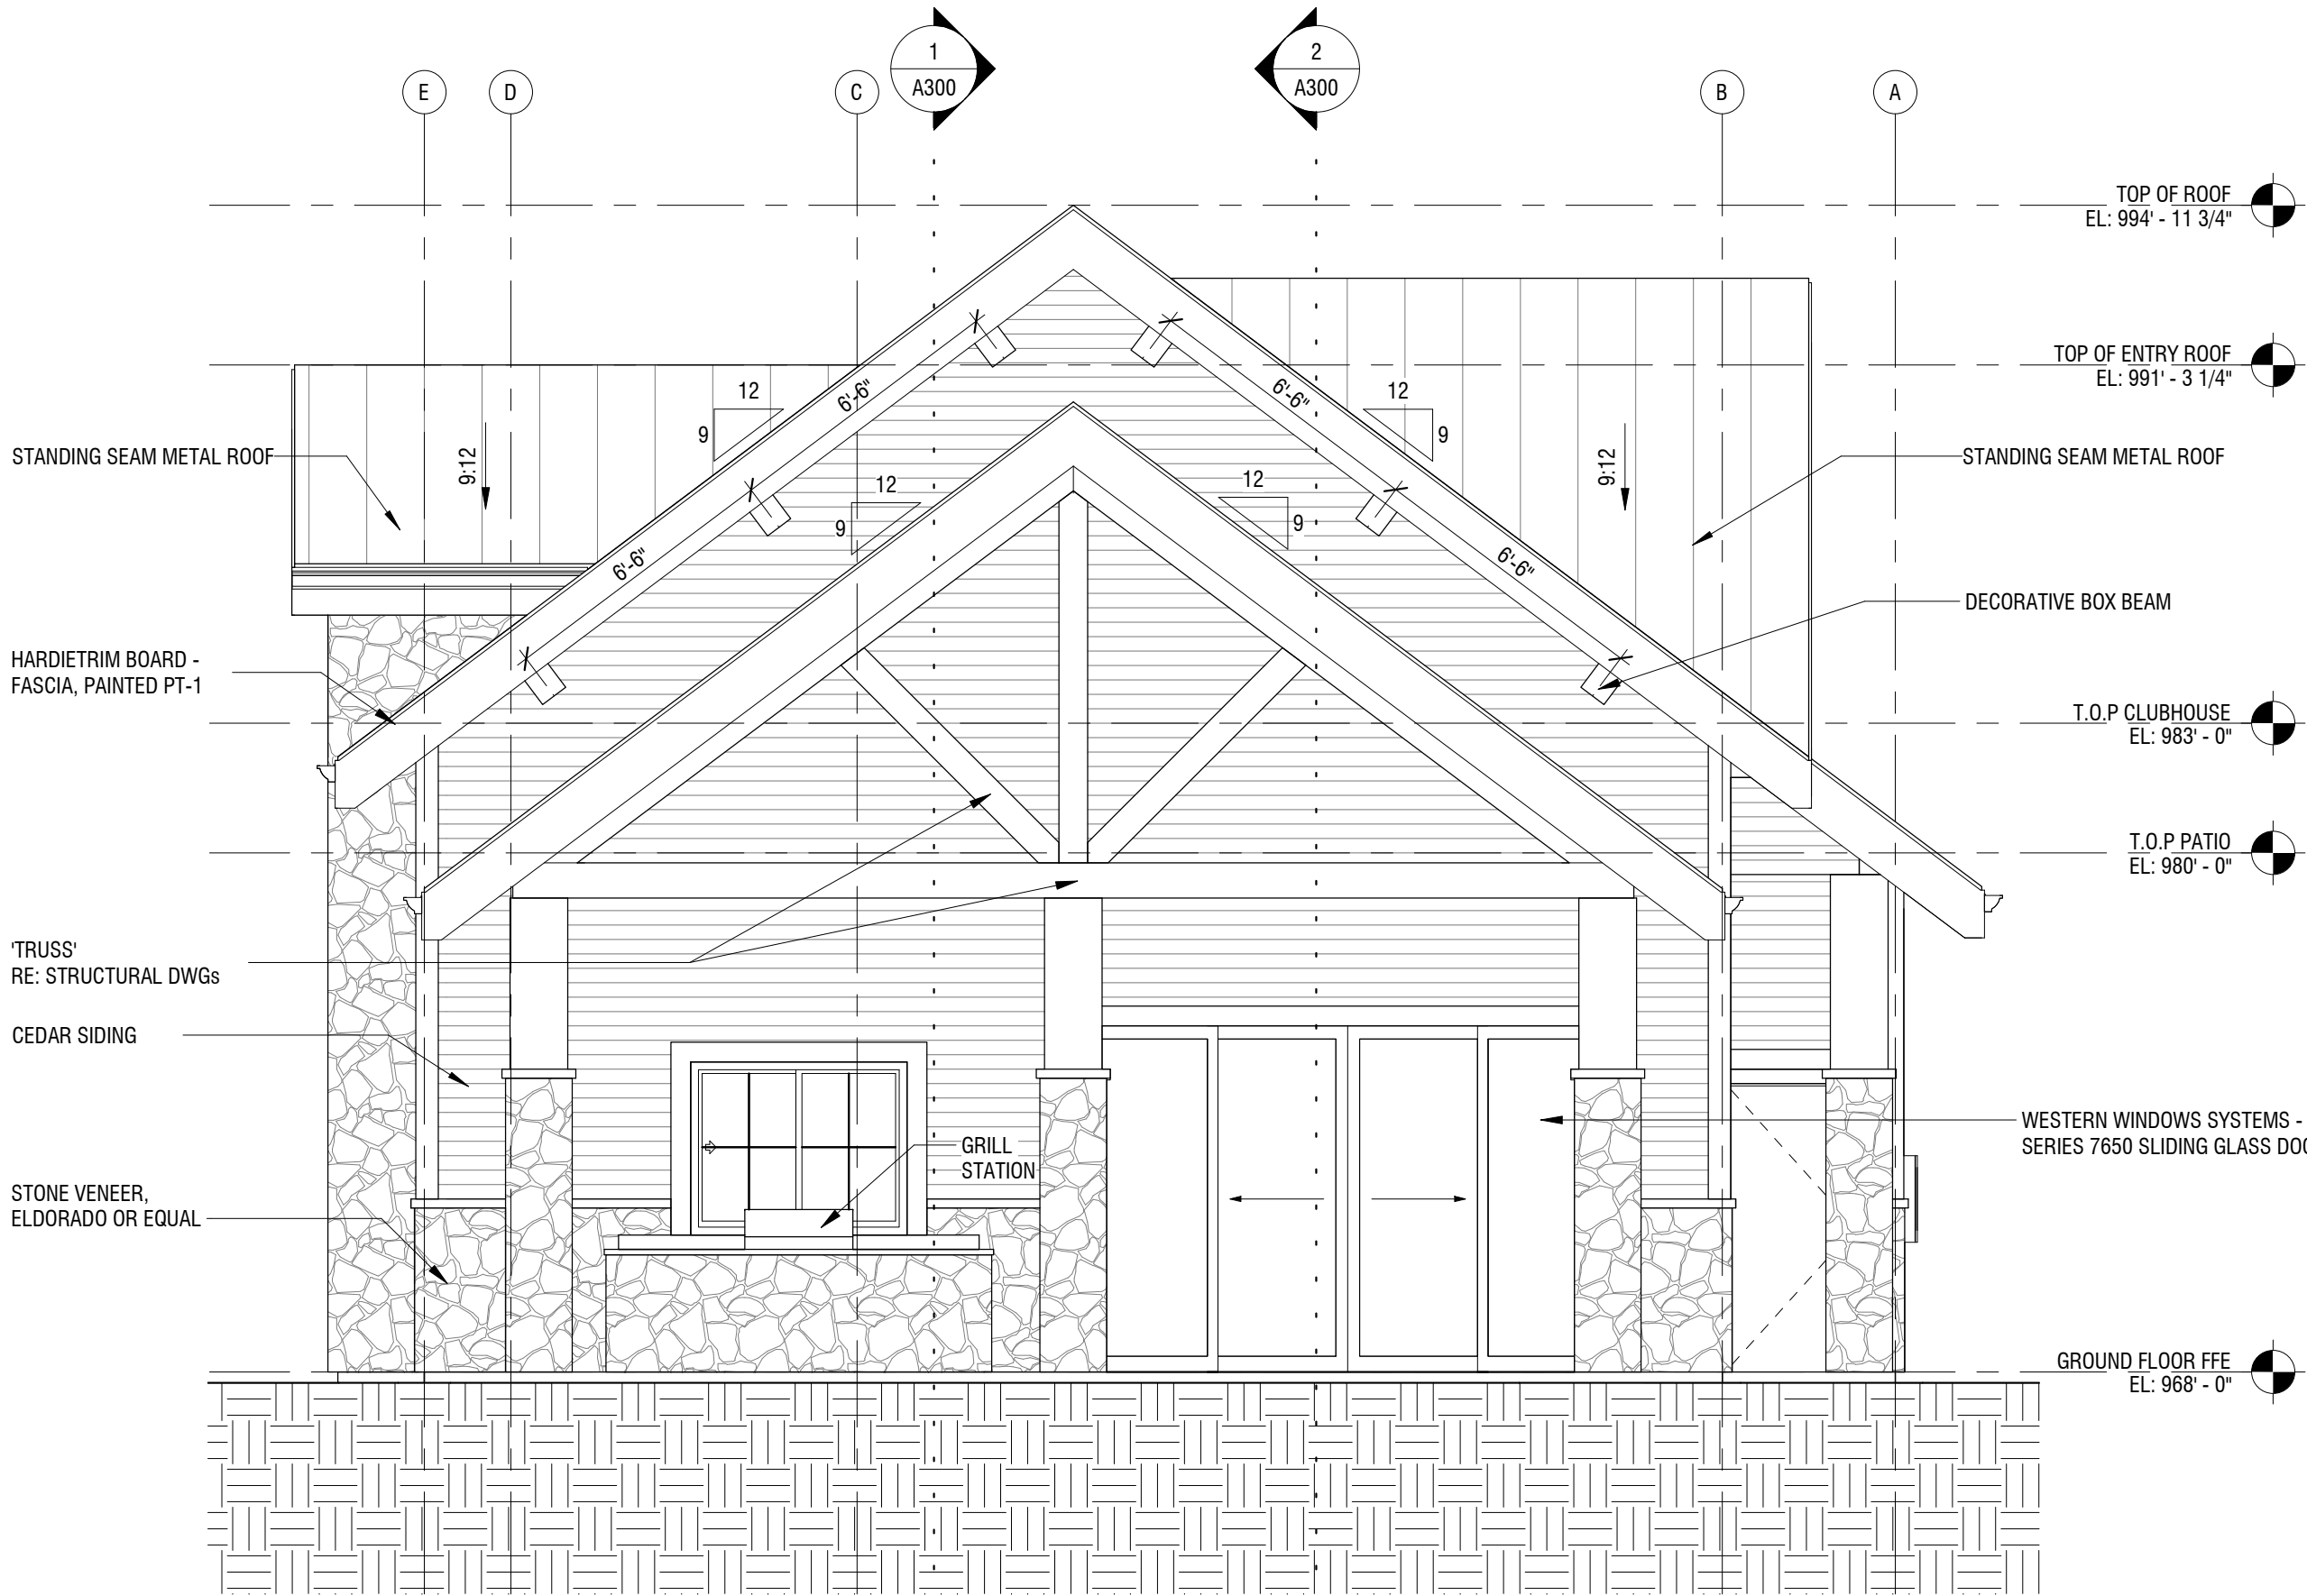 1
A300
2
A300
E
D
C
B
A
TOP OF ROOF
EL: 994' - 11 3/4"
TOP OF ENTRY ROOF
EL: 991' - 3 1/4"
12
9
6'-6"
6'-6"
12
9
STANDING SEAM METAL ROOF
9:12
12
9
12
9
9:12
STANDING SEAM METAL ROOF
6'-6"
6'-6"
DECORATIVE BOX BEAM
HARDIETRIM BOARD -
FASCIA, PAINTED PT-1
T.O.P CLUBHOUSE
EL: 983' - 0"
T.O.P PATIO
EL: 980' - 0"
'TRUSS'
RE: STRUCTURAL DWGs
CEDAR SIDING
GRILL
STATION
WESTERN WINDOWS SYSTEMS -
SERIES 7650 SLIDING GLASS
STONE VENEER,
ELDORADO OR EQUAL
GROUND FLOOR FFE
EL: 968' - 0"